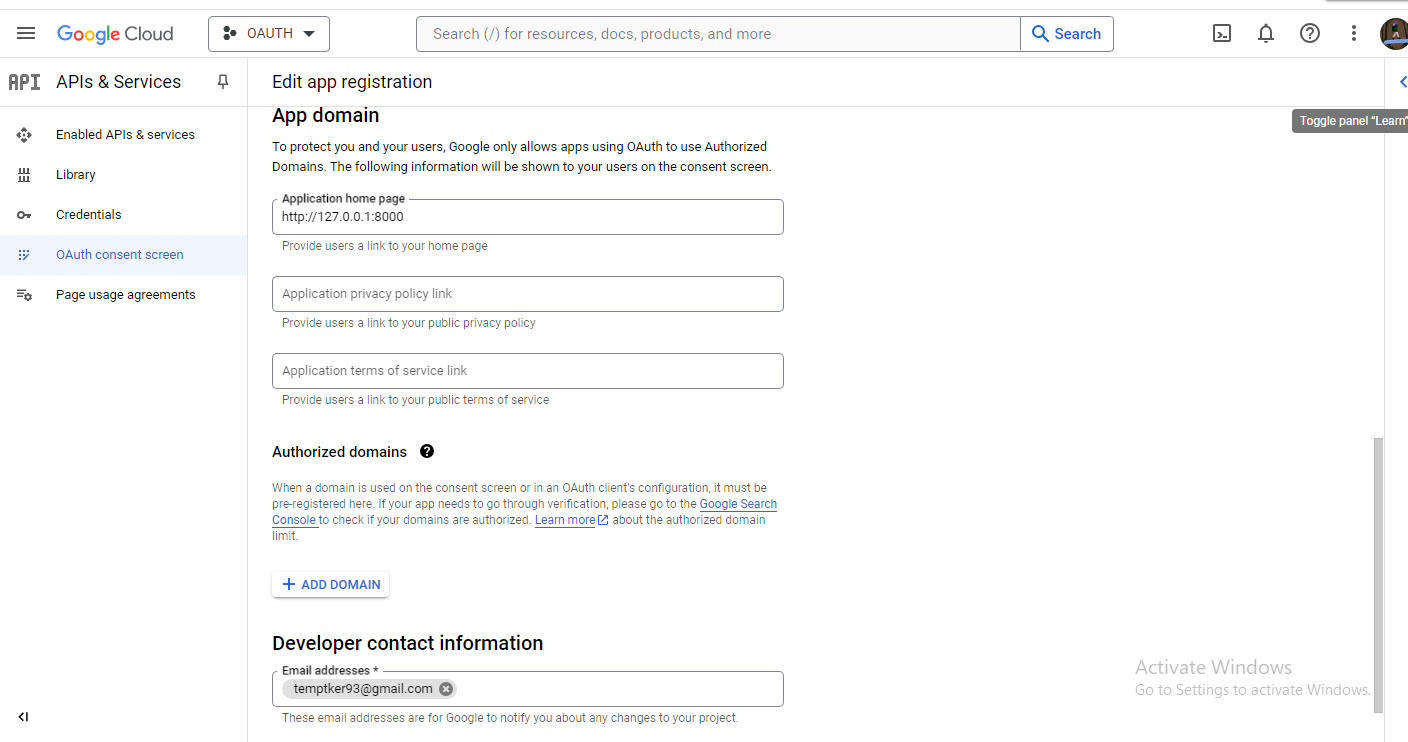 Google Cloud
OAUTH
Search (/) for resources, docs, products, and more
Search
API
APIs & Services
Edit app registration
Toggle panel “Learn”
Enabled APIs & services
Library
Credentials
OAuth consent screen
Page usage agreements
App domain
To protect you and your users, Google only allows apps using OAuth to use Authorized
Domains. The following information will be shown to your users on the consent screen.
Application home page
http://127.0.0.1:8000
Provide users a link to your home page
Application privacy policy link
Provide users a link to your public privacy policy
Application terms of service link
Provide users a link to your public terms of service
Authorized domains
When a domain is used on the consent screen or in an OAuth client's configuration, it must be
pre-registered here. If your app needs to go through verification, please go to the Google Search
Console to check if your domains are authorized. Learn more about the authorized domain
limit.
ADD DOMAIN
Developer contact information
Email addresses *
temptker93@gmail.com
These email addresses are for Google to notify you about any changes to your project.
Activate Windows
Go to Settings to activate Windows.